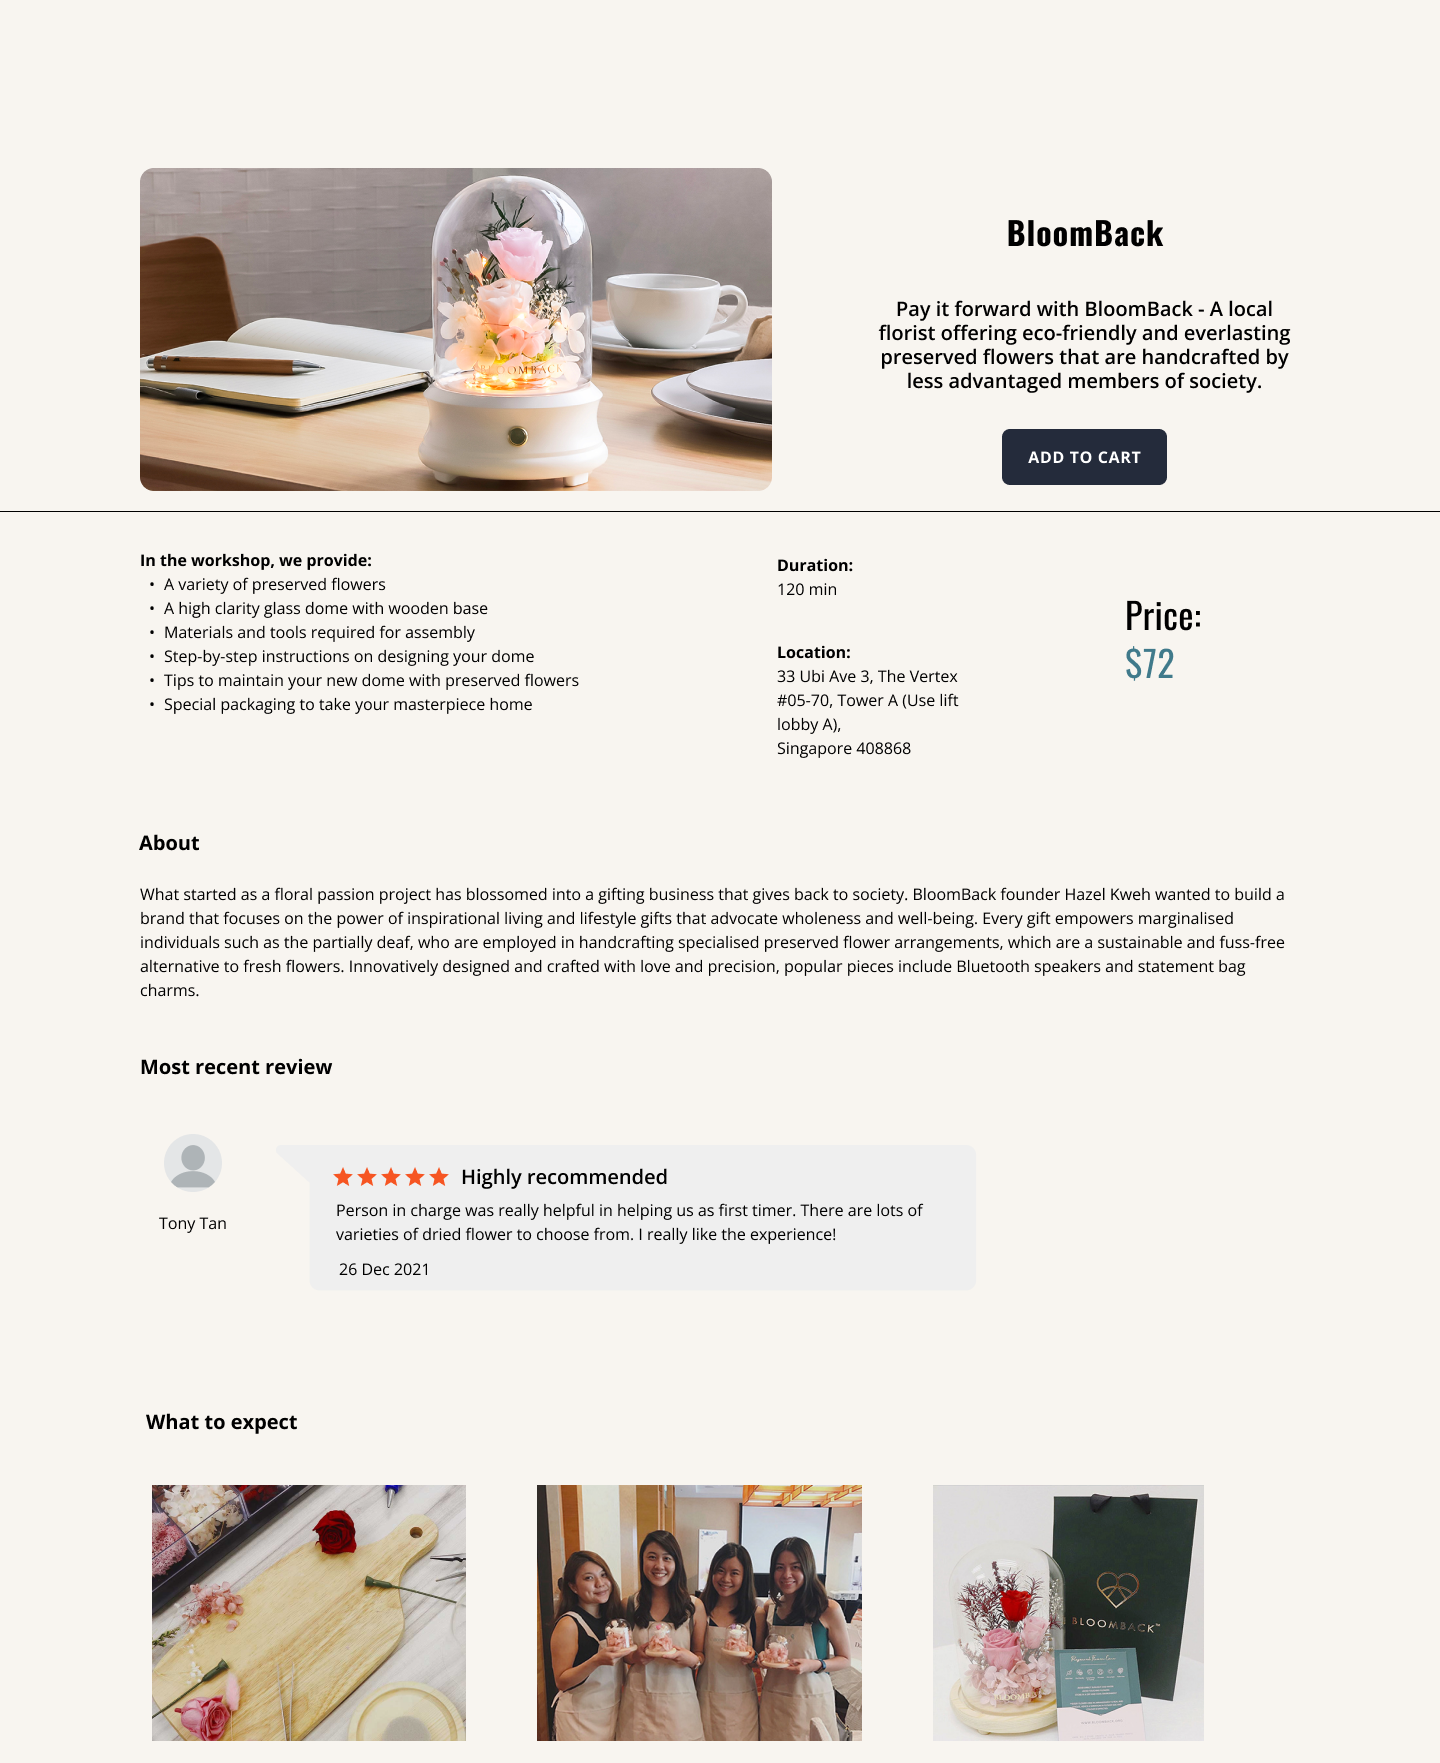 BLOOMBACK
BloomBack
Pay it forward with BloomBack - A local
florist offering eco-friendly and everlasting
preserved flowers that are handcrafted by
less advantaged members of society.
ADD TO CART
In the workshop, we provide:
• A variety of preserved flowers
• A high clarity glass dome with wooden base
• Materials and tools required for assembly
• Step-by-step instructions on designing your dome
• Tips to maintain your new dome with preserved flowers
• Special packaging to take your masterpiece home
Duration:
120 min
Location:
33 Ubi Ave 3, The Vertex
#05-70, Tower A (Use lift
lobby A),
Singapore 408868
Price:
$72
About
What started as a floral passion project has blossomed into a gifting business that gives back to society. BloomBack founder Hazel Kweh wanted to build a
brand that focuses on the power of inspirational living and lifestyle gifts that advocate wholeness and well-being. Every gift empowers marginalised
individuals such as the partially deaf, who are employed in handcrafting specialised preserved flower arrangements, which are a sustainable and fuss-free
alternative to fresh flowers. Innovatively designed and crafted with love and precision, popular pieces include Bluetooth speakers and statement bag
charms.
Most recent review
Tony Tan
Highly recommended
Person in charge was really helpful in helping us as first timer. There are lots of
varieties of dried flower to choose from. I really like the experience!
26 Dec 2021
What to expect
BLOOMBACK™